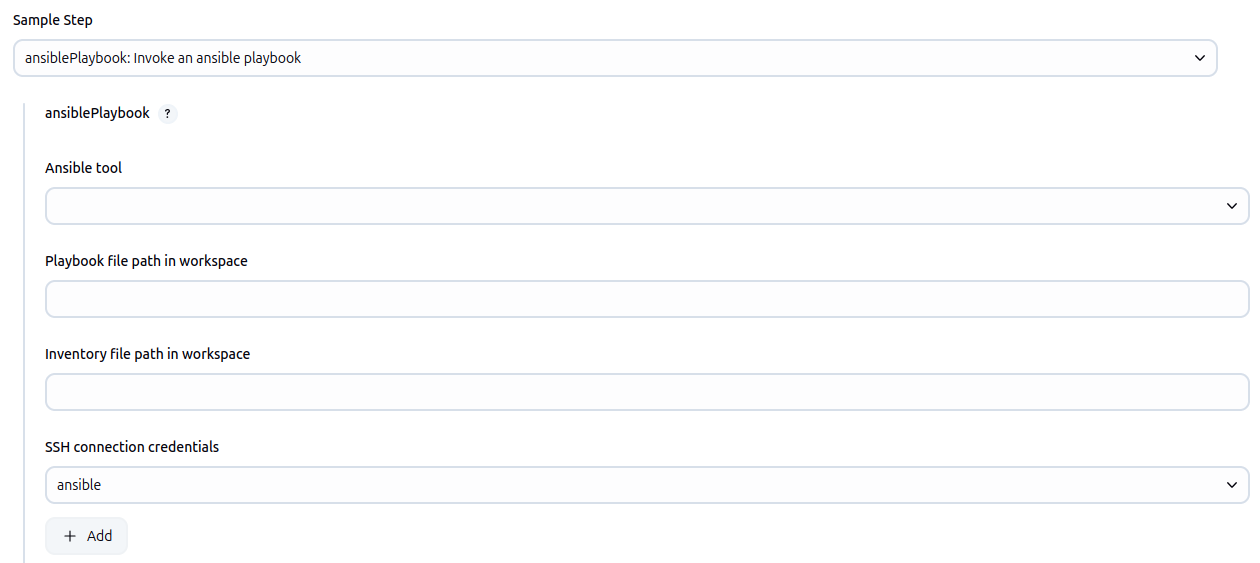 Sample Step
ansiblePlaybook: Invoke an ansible playbook
ansiblePlaybook ?
Ansible tool
Playbook file path in workspace
Inventory file path in workspace
SSH connection credentials
ansible
+ Add